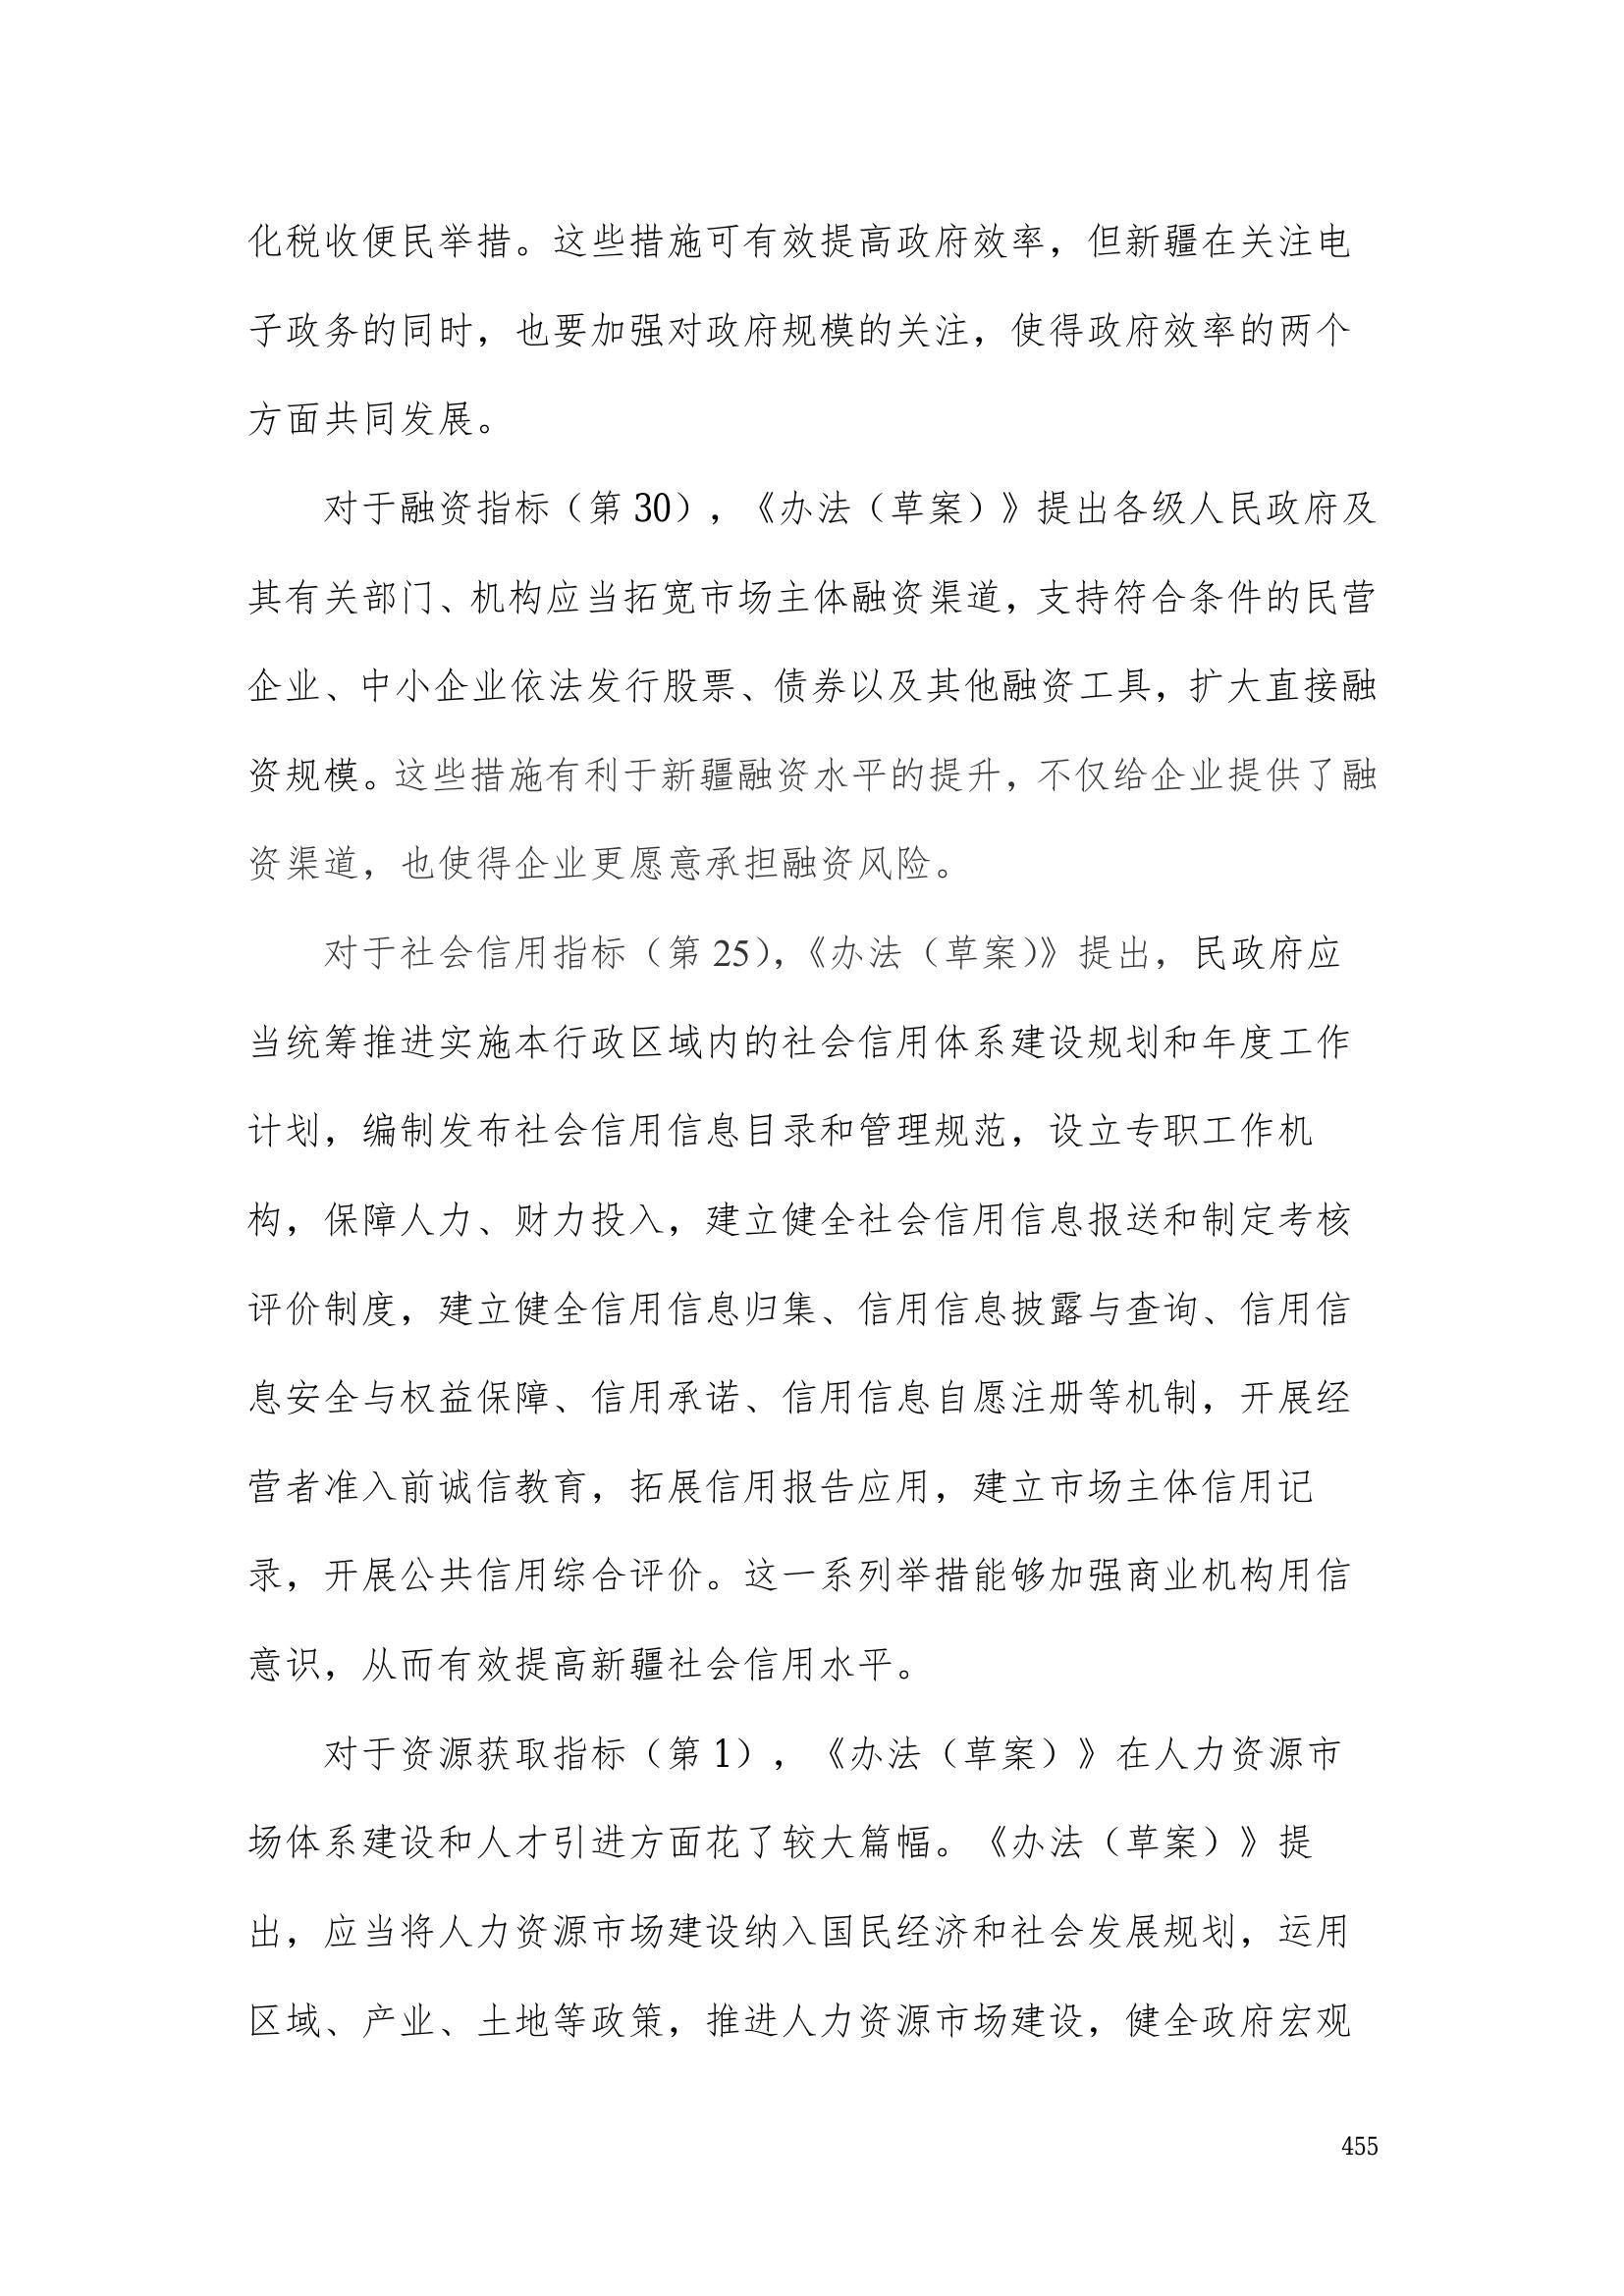 化税收便民举措。这些措施可有效提高政府效率，但新疆在关注电
子政务的同时，也要加强对政府规模的关注，使得政府效率的两个
方面共同发展。
对于融资指标（第 30），《办法（草案）》提出各级人民政府及
其有关部门、机构应当拓宽市场主体融资渠道，支持符合条件的民营
企业、中小企业依法发行股票、债券以及其他融资工具，扩大直接融
资规模。这些措施有利于新疆融资水平的提升，不仅给企业提供了融
资渠道，也使得企业更愿意承担融资风险。
对于社会信用指标（第 25），《办法（草案）》提出，民政府应
当统筹推进实施本行政区域内的社会信用体系建设规划和年度工作
计划，编制发布社会信用信息目录和管理规范，设立专职工作机
构，保障人力、财力投入，建立健全社会信用信息报送和制定考核
评价制度，建立健全信用信息归集、信用信息披露与查询、信用信
息安全与权益保障、信用承诺、信用信息自愿注册等机制，开展经
营者准入前诚信教育，拓展信用报告应用，建立市场主体信用记
录，开展公共信用综合评价。这一系列举措能够加强商业机构用信
意识，从而有效提高新疆社会信用水平。
对于资源获取指标（第 1），《办法（草案）》在人力资源市
场体系建设和人才引进方面花了较大篇幅。《办法（草案）》提
出，应当将人力资源市场建设纳入国民经济和社会发展规划，运用
区域、产业、土地等政策，推进人力资源市场建设，健全政府宏观
455